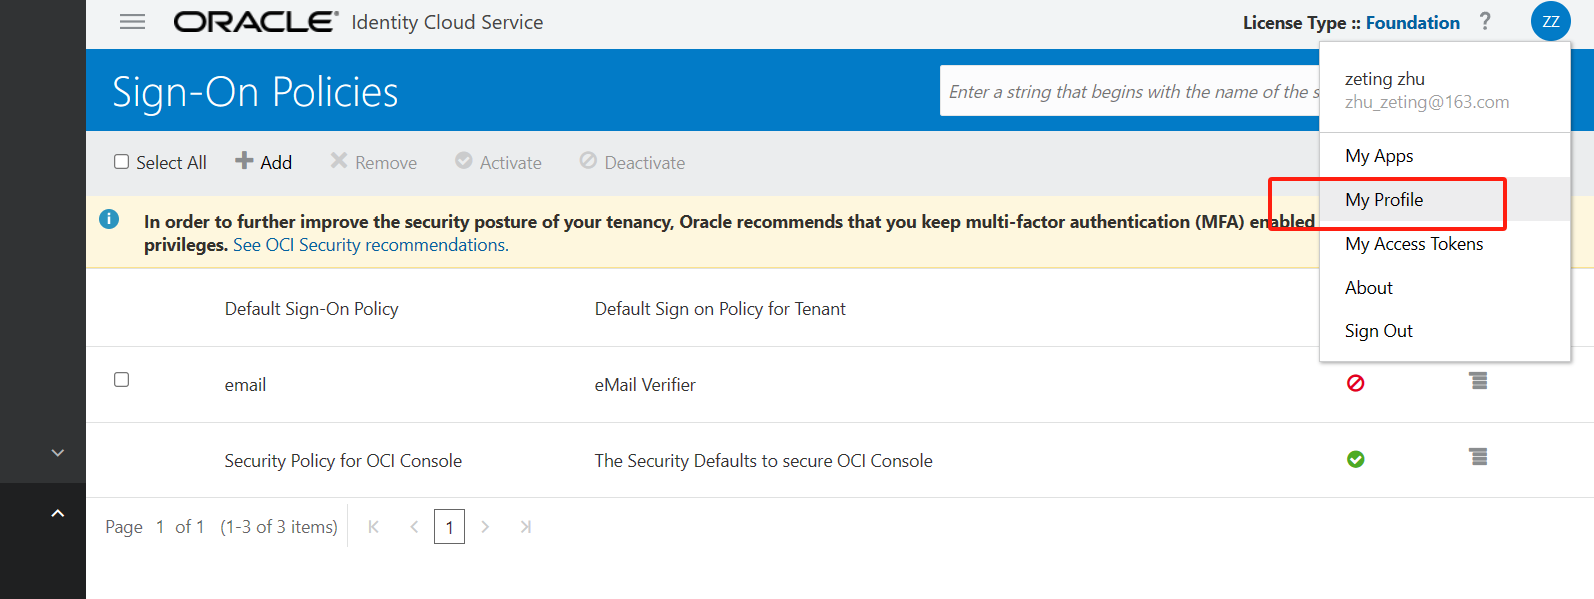 ORACLE® Identity Cloud Service
License Type :: Foundation ? ZZ
Sign-On Policies
Enter a string that begins with the name of the s
zeting zhu
zhu_zeting@163.com
My Apps
My Profile
My Access Tokens
About
Sign Out
Select All Add Remove Activate Deactivate
In order to further improve the security posture of your tenancy, Oracle recommends that you keep multi-factor authentication (MFA) enabled
privileges. See OCI Security recommendations.
Default Sign-On Policy Default Sign on Policy for Tenant
email eMail Verifier
Security Policy for OCI Console The Security Defaults to secure OCI Console
Page 1 of 1 (1-3 of 3 items) 1